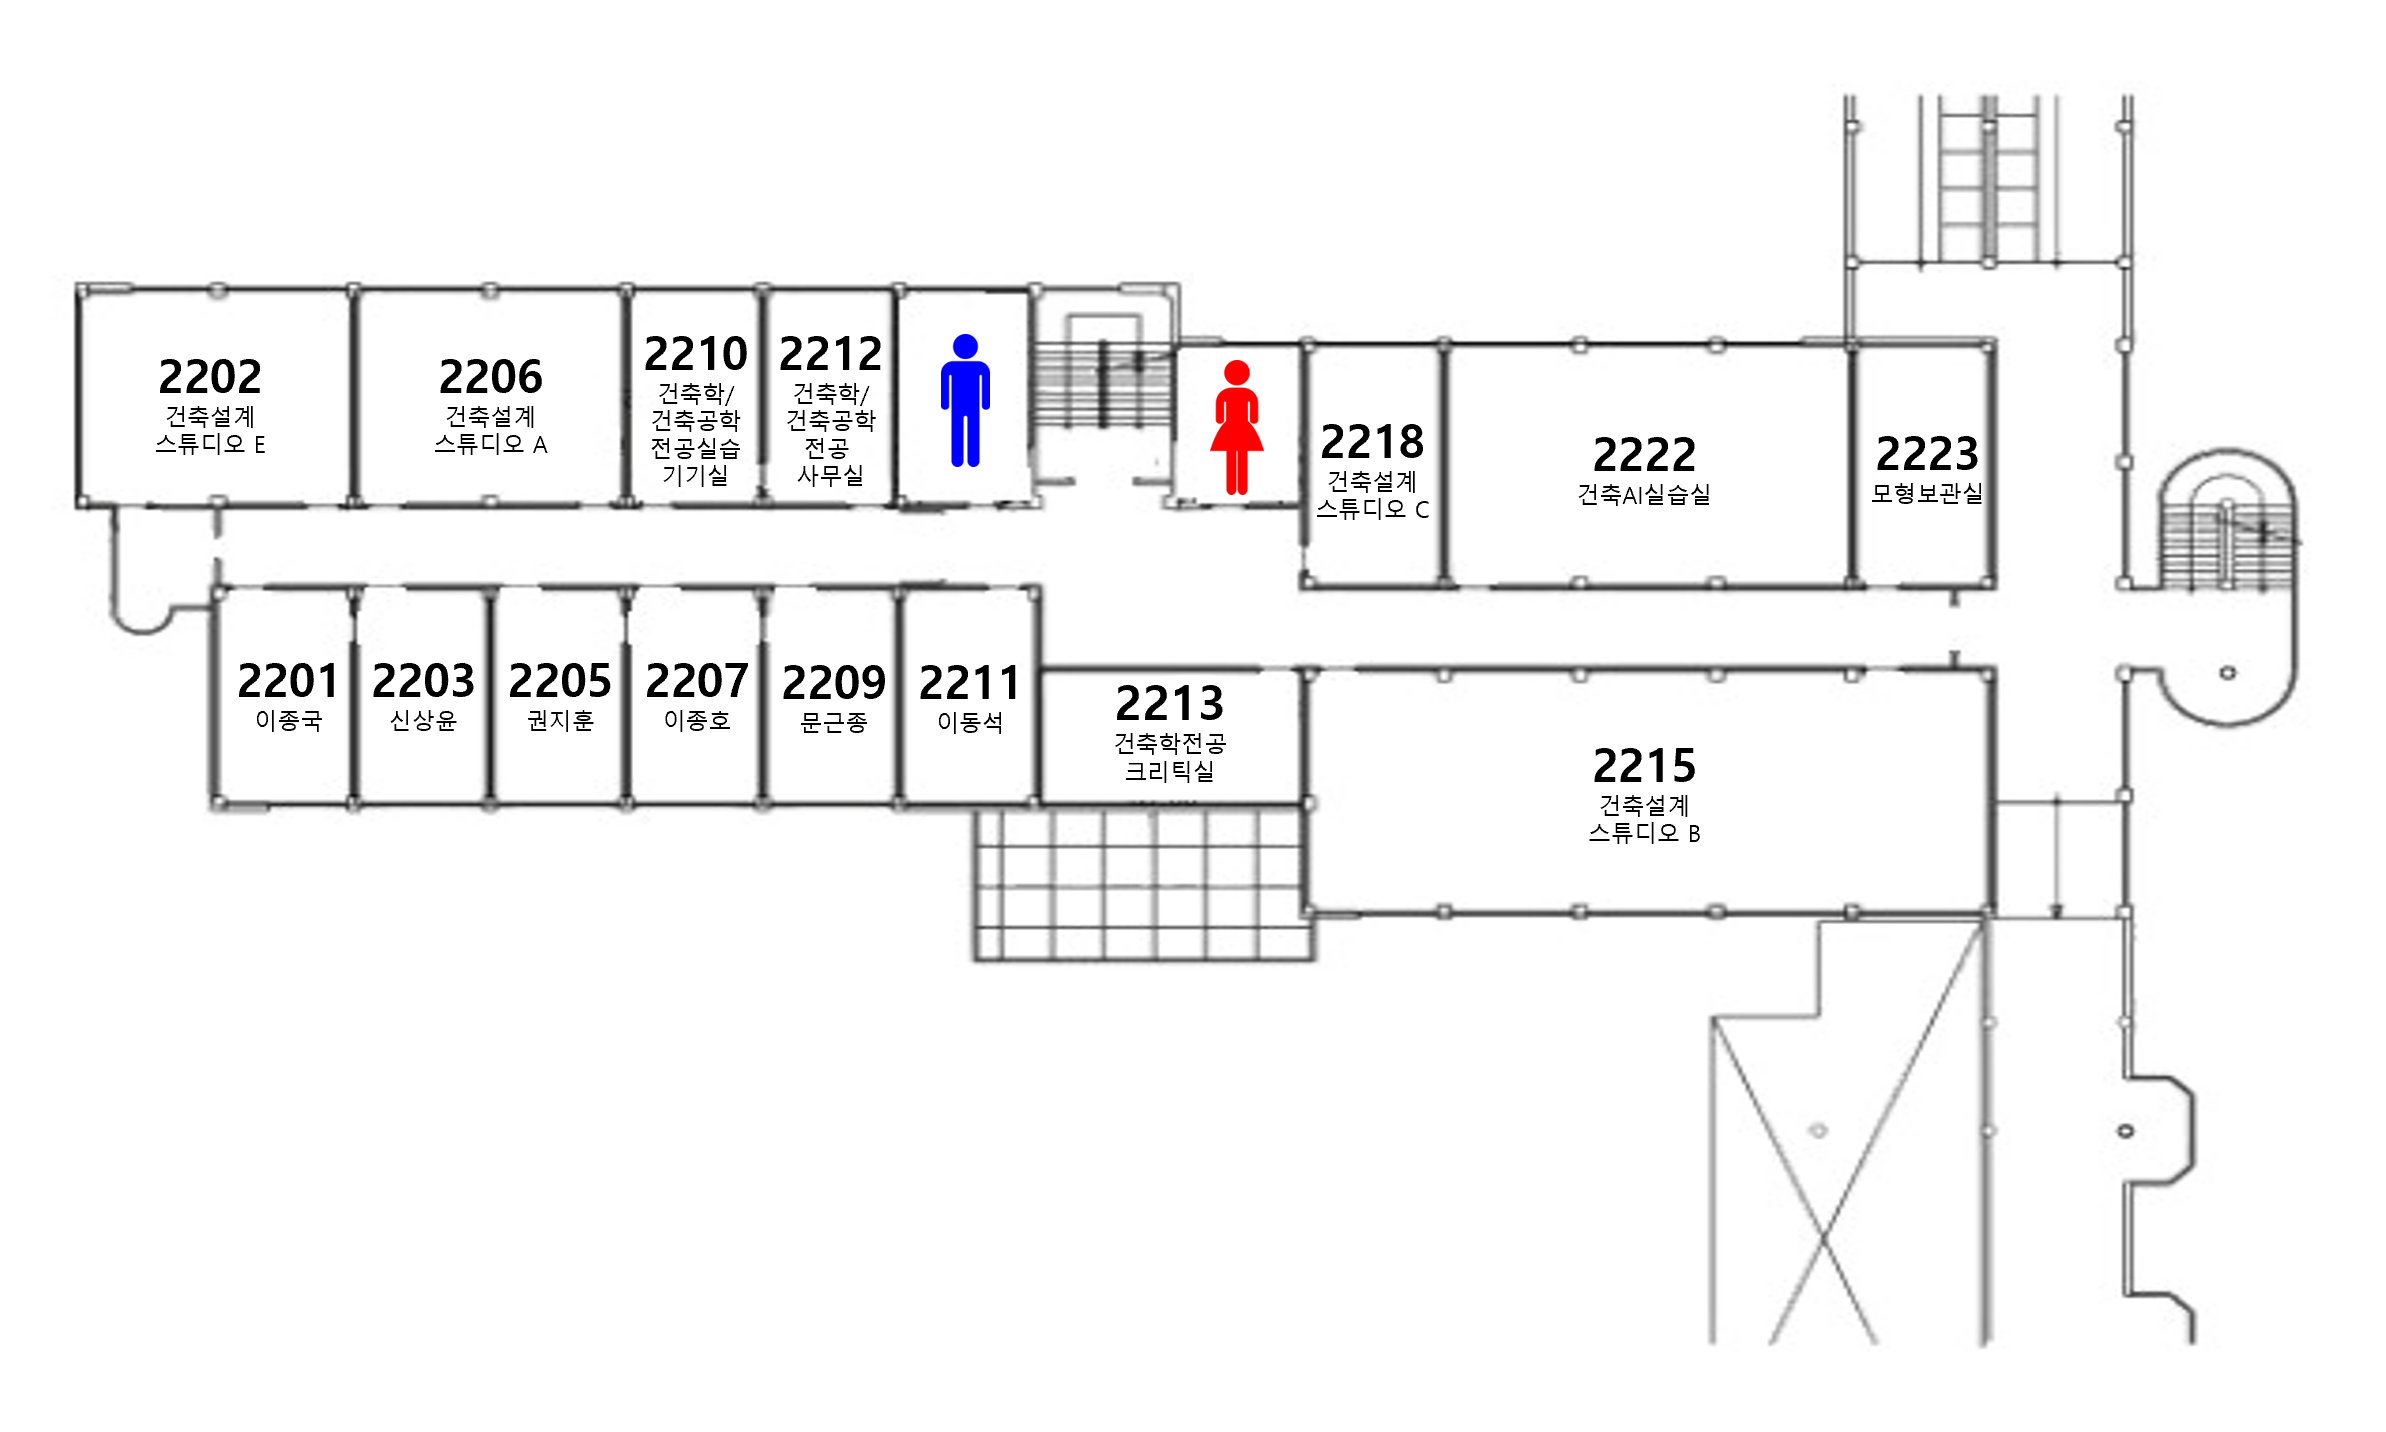 2202
건축설계
스튜디오 E
2206
건축설계
스튜디오 A
2210
건축학/
건축공학
전공실습
기기실
2212
건축학/
건축공학
전공
사무실
2218
건축설계
스튜디오 C
2222
건축AI실습실
2223
모형보관실
2201
이종국
2203
신상윤
2205
권지훈
2207
이종호
2209
문근종
2211
이동석
2213
건축학전공
크리틱실
2215
건축설계
스튜디오 B